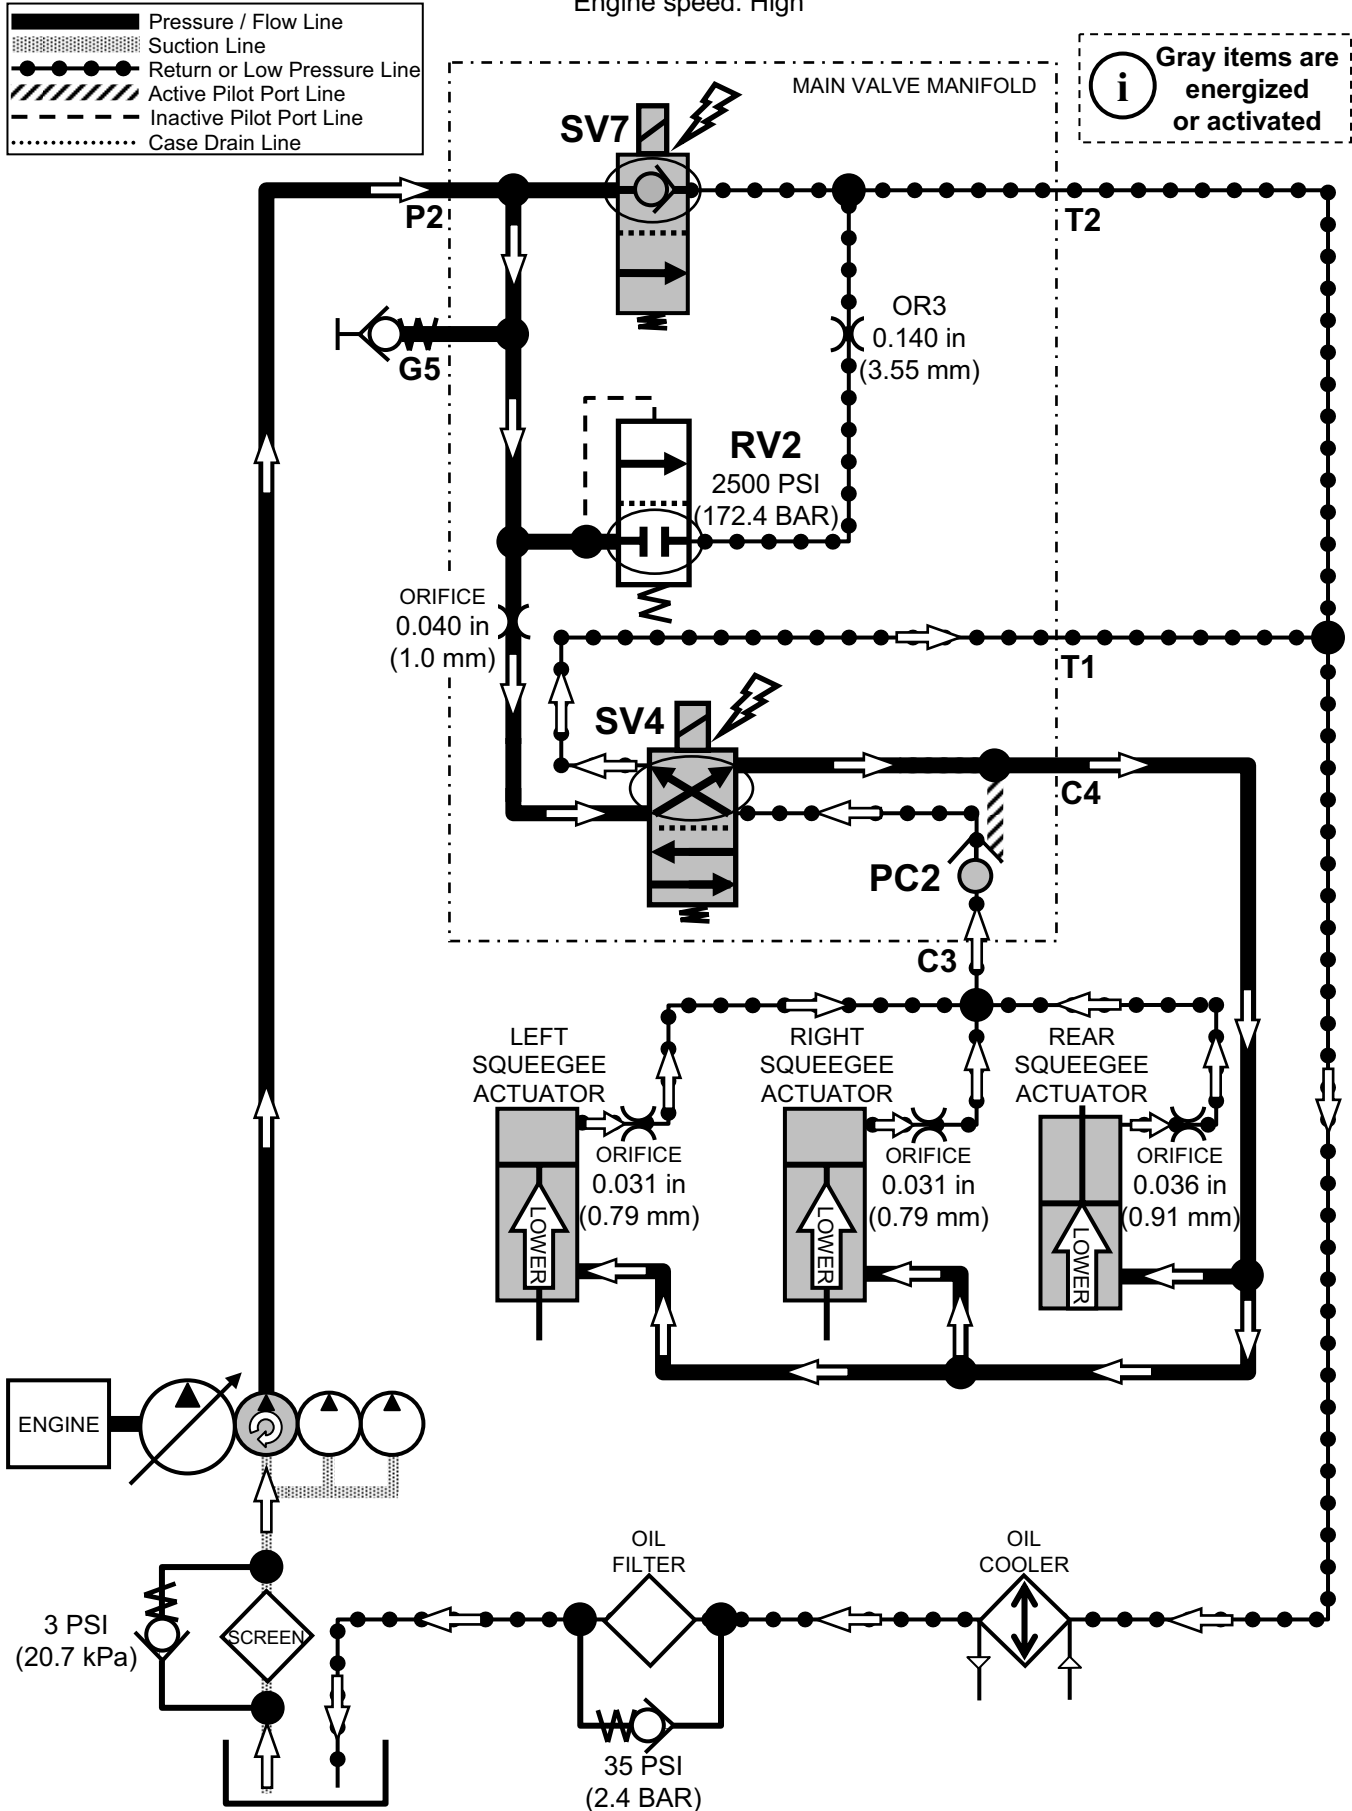 Engine speed: High
Pressure / Flow Line
Suction Line
Return or Low Pressure Line
Active Pilot Port Line
Inactive Pilot Port Line
Case Drain Line
MAIN VALVE MANIFOLD
i
Gray items are
energized
or activated
SV7
P2
T2
G5
OR3
0.140 in
(3.55 mm)
RV2
2500 PSI
(172.4 BAR)
ORIFICE
0.040 in
(1.0 mm)
T1
SV4
C4
PC2
C3
LEFT
SQUEEGEE
ACTUATOR
RIGHT
SQUEEGEE
ACTUATOR
REAR
SQUEEGEE
ACTUATOR
ORIFICE
0.031 in
(0.79 mm)
ORIFICE
0.031 in
(0.79 mm)
ORIFICE
0.036 in
(0.91 mm)
LOWER
LOWER
LOWER
ENGINE
OIL
FILTER
OIL
COOLER
3 PSI
(20.7 kPa)
SCREEN
35 PSI
(2.4 BAR)